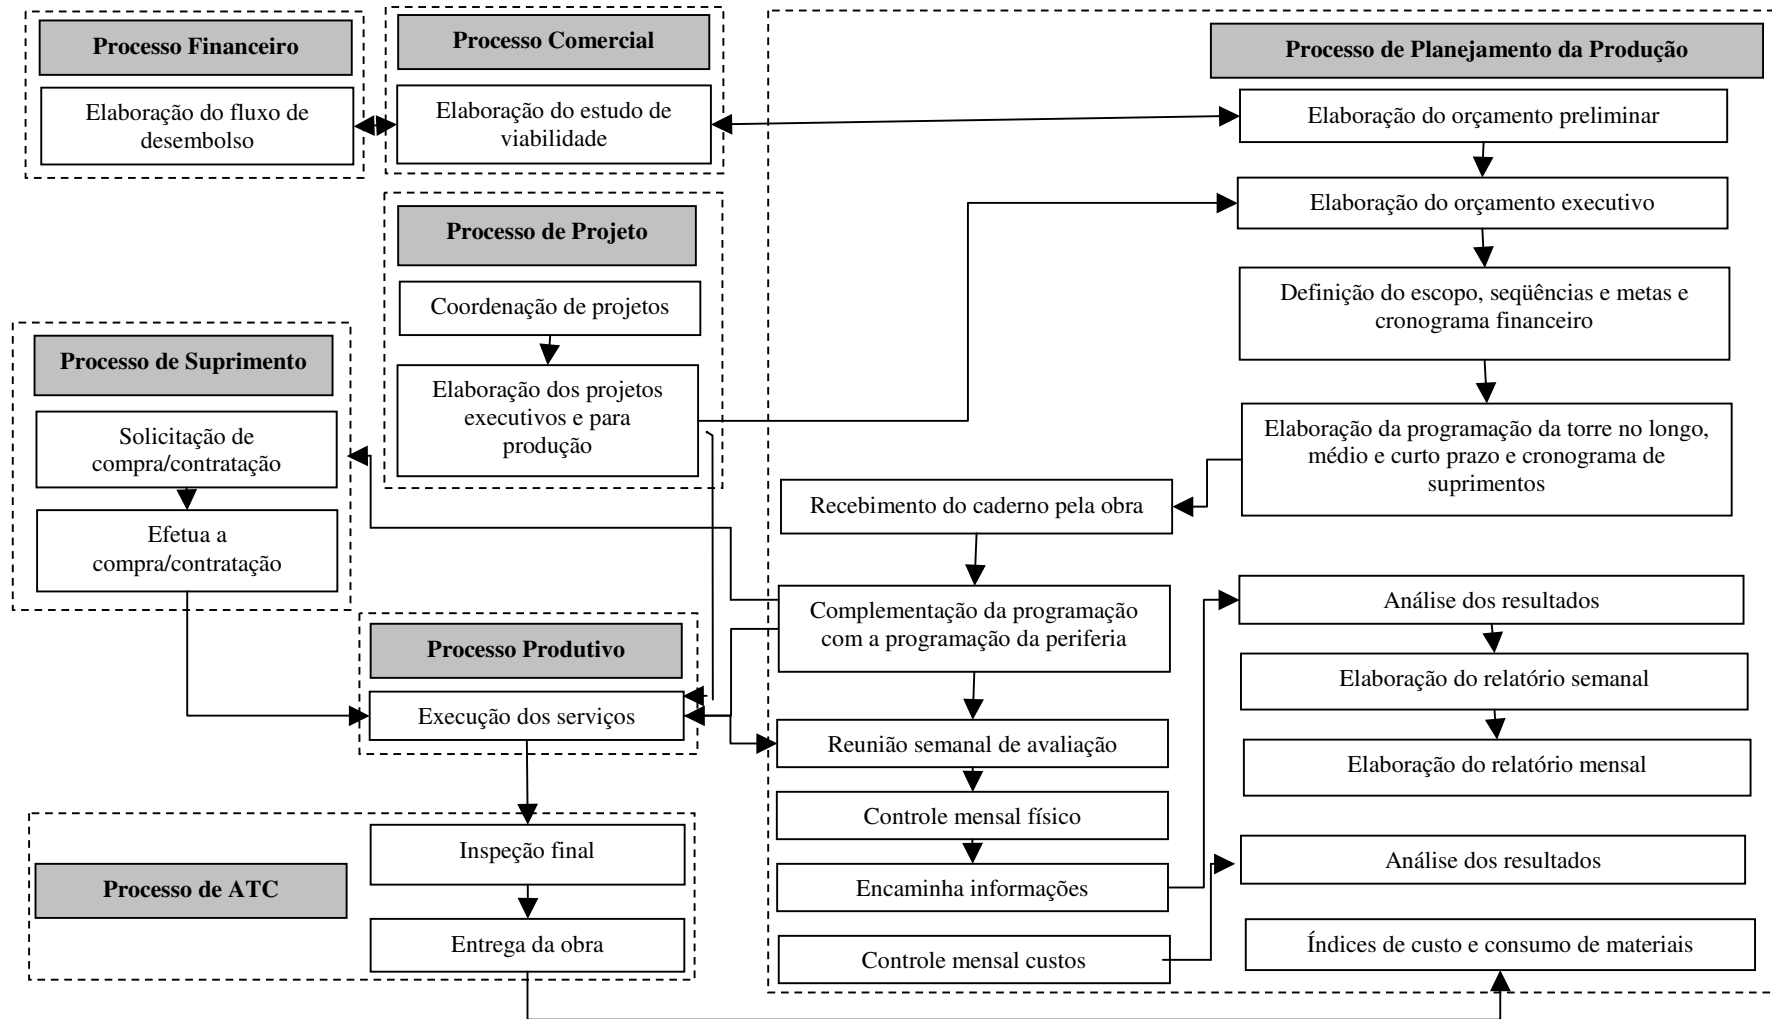 Processo Financeiro
Elaboração do fluxo de
desembolso
Processo Comercial
Elaboração do estudo de
viabilidade
Processo de Projeto
Coordenação de projetos
Elaboração dos projetos
executivos e para
produção
Processo de Suprimento
Solicitação de
compra/contratação
Efetua a
compra/contratação
Processo Produtivo
Execução dos serviços
Processo de ATC
Inspeção final
Entrega da obra
Processo de Planejamento da Produção
Elaboração do orçamento preliminar
Elaboração do orçamento executivo
Definição do escopo, seqüências e metas e
cronograma financeiro
Elaboração da programação da torre no longo,
médio e curto prazo e cronograma de
suprimentos
Recebimento do caderno pela obra
Complementação da programação
com a programação da periferia
Reunião semanal de avaliação
Controle mensal físico
Encaminha informações
Controle mensal custos
Análise dos resultados
Elaboração do relatório semanal
Elaboração do relatório mensal
Análise dos resultados
Índices de custo e consumo de materiais